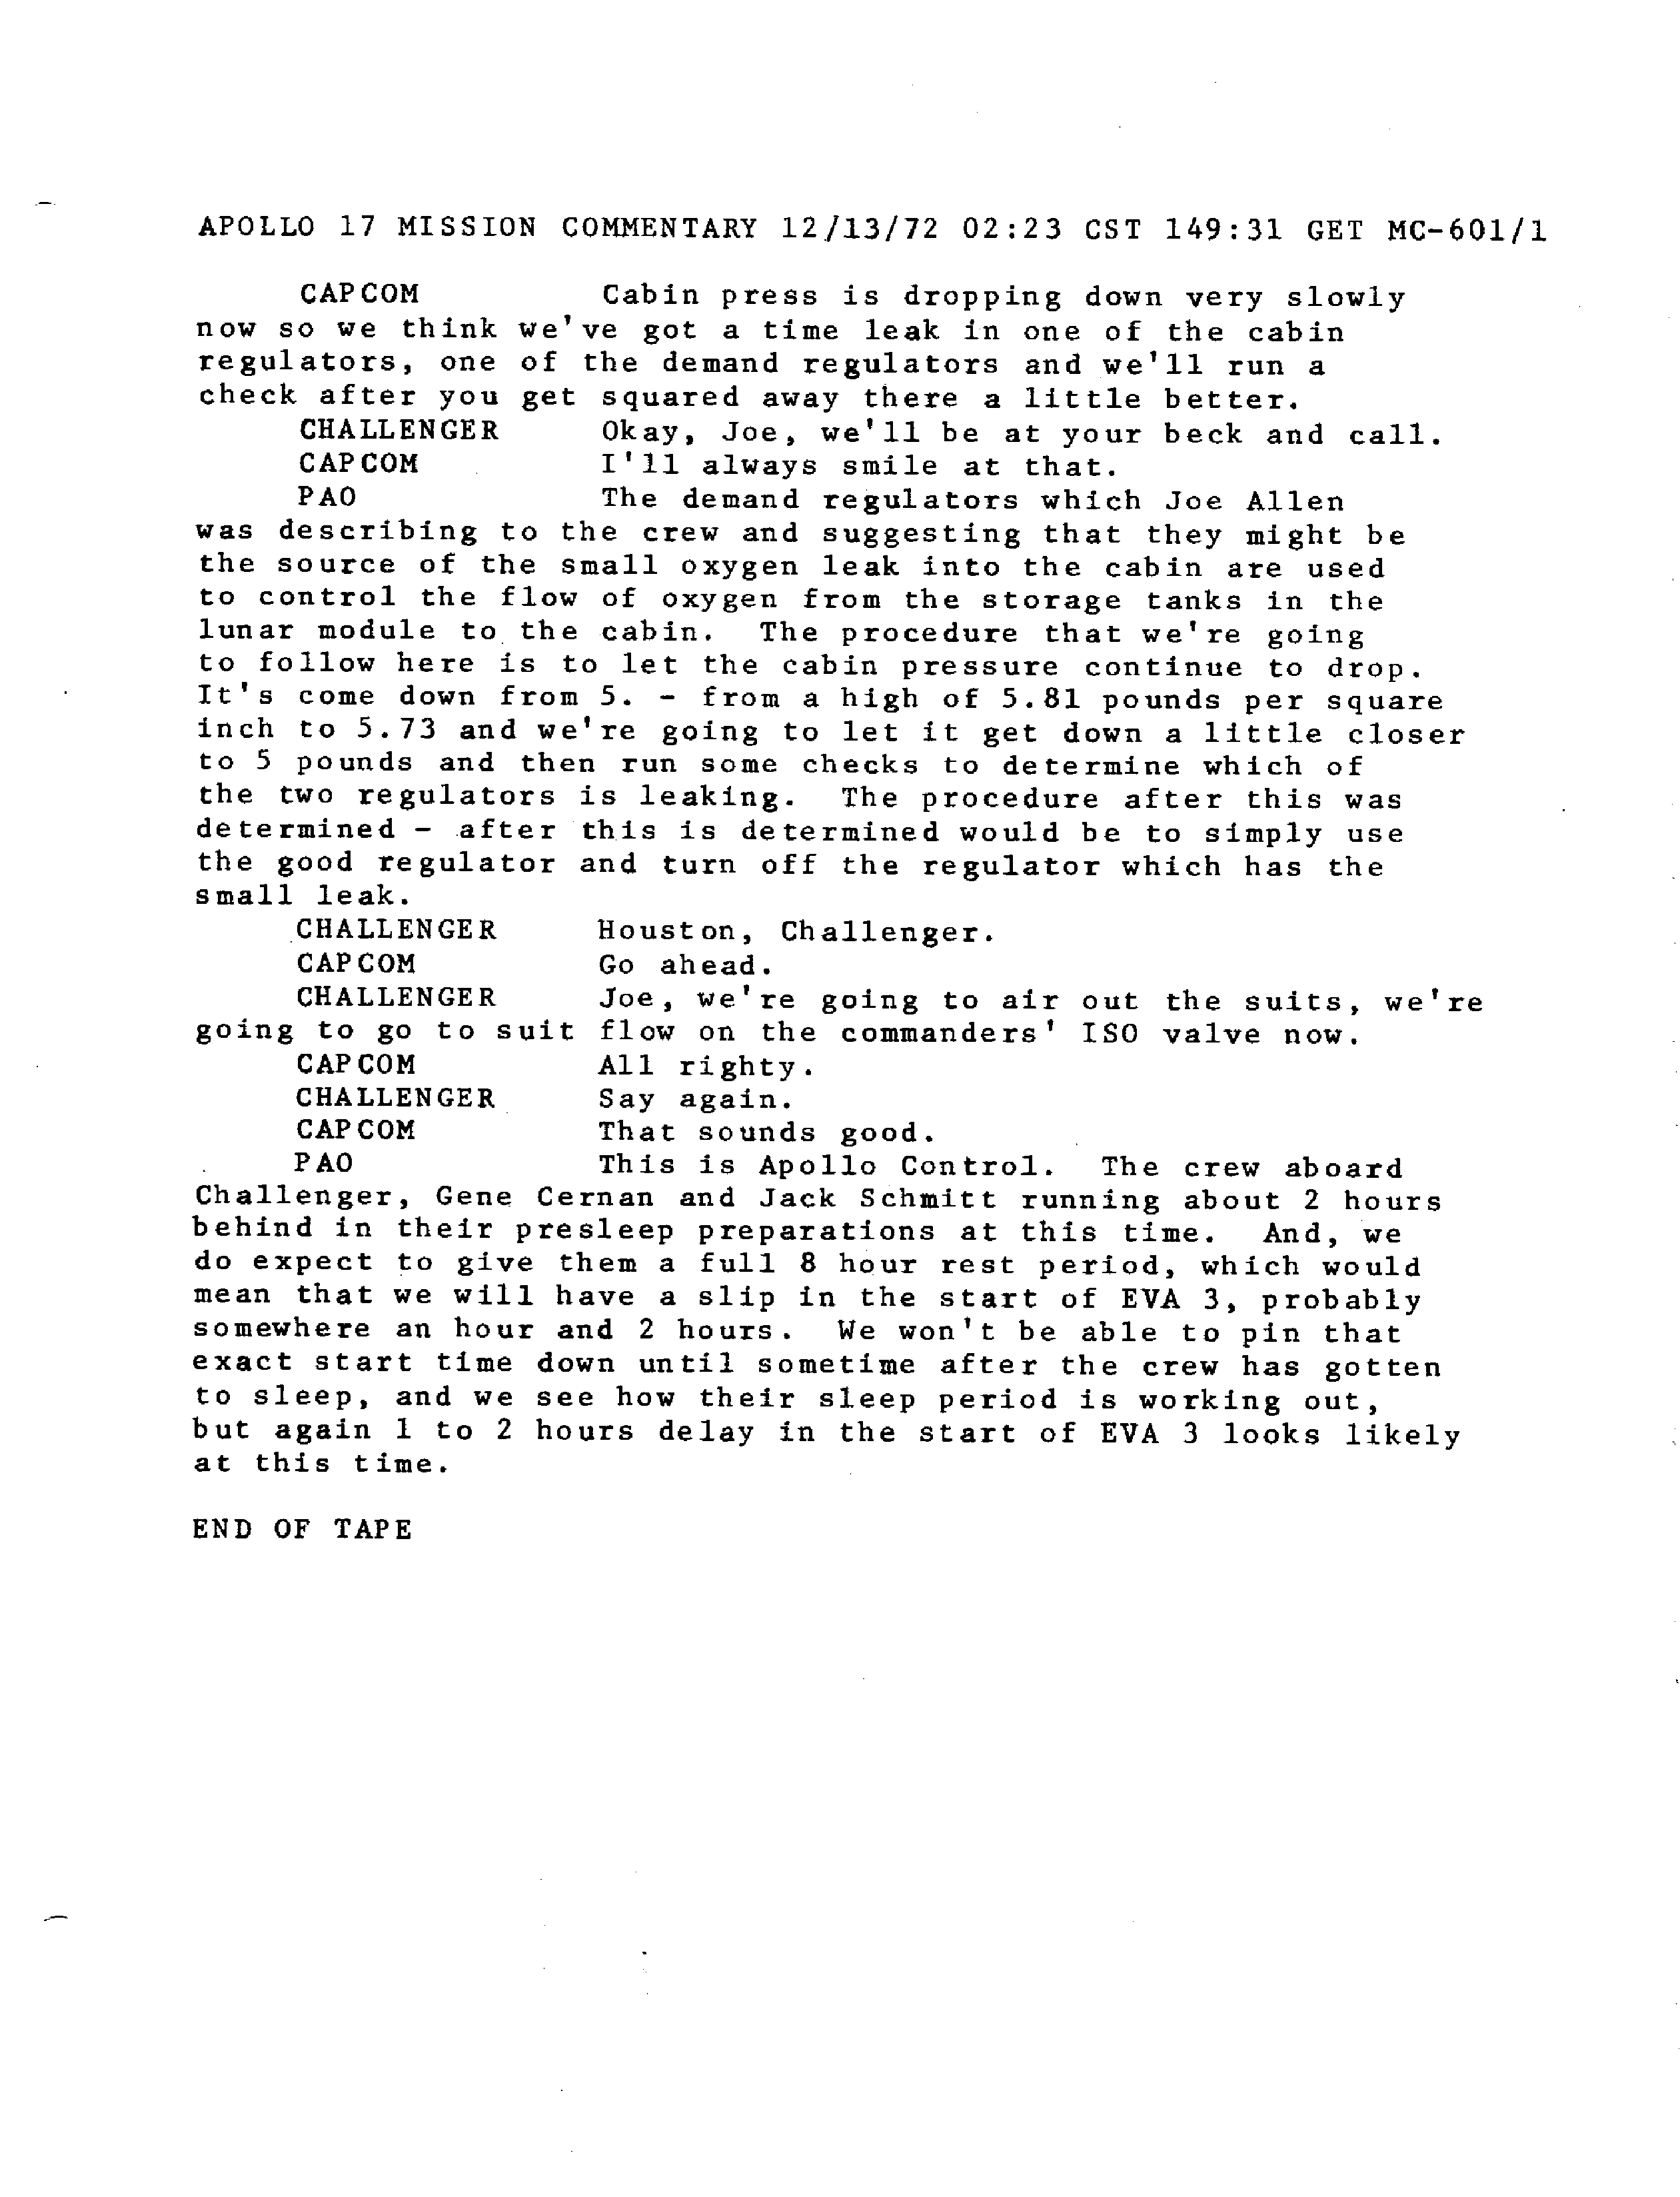 APOLLO 17 MISSION COMMENTARY 12/13/72 02:23 CST 149:31 GET MC-601/1
CAPCOM Cabin press is dropping down very slowly
now so we think we've got a time leak in one of the cabin
regulators, one of the demand regulators and we'll run a
check after you get squared away there a little better.
CHALLENGER Okay, Joe, we'll be at your beck and call.
CAPCOM I'll always smile at that.
PAO The demand regulators which Joe Allen
was describing to the crew and suggesting that they might be
the source of the small oxygen leak into the cabin are used
to control the flow of oxygen from the storage tanks in the
lunar module to the cabin. The procedure that we're going
to follow here is to let the cabin pressure continue to drop.
It's come down from 5. - from a high of 5.81 pounds per square
inch to 5.73 and we're going to let it get down a little closer
to 5 pounds and then run some checks to determine which of
the two regulators is leaking. The procedure after this was
determined - after this is determined would be to simply use
the good regulator and turn off the regulator which has the
small leak.
CHALLENGER Houston, Challenger.
CAPCOM Go ahead.
CHALLENGER Joe, we're going to air out the suits, we're
going to go to suit flow on the commanders' ISO valve now.
CAPCOM All righty.
CHALLENGER Say again.
CAPCOM That sounds good.
PAO This is Apollo Control. The crew aboard
Challenger, Gene Cernan and Jack Schmitt running about 2 hours
behind in their presleep preparations at this time. And, we
do expect to give them a full 8 hour rest period, which would
mean that we will have a slip in the start of EVA 3, probably
somewhere an hour and 2 hours. We won't be able to pin that
exact start time down until sometime after the crew has gotten
to sleep, and we see how their sleep period is working out,
but again 1 to 2 hours delay in the start of EVA 3 looks likely
at this time.
END OF TAPE